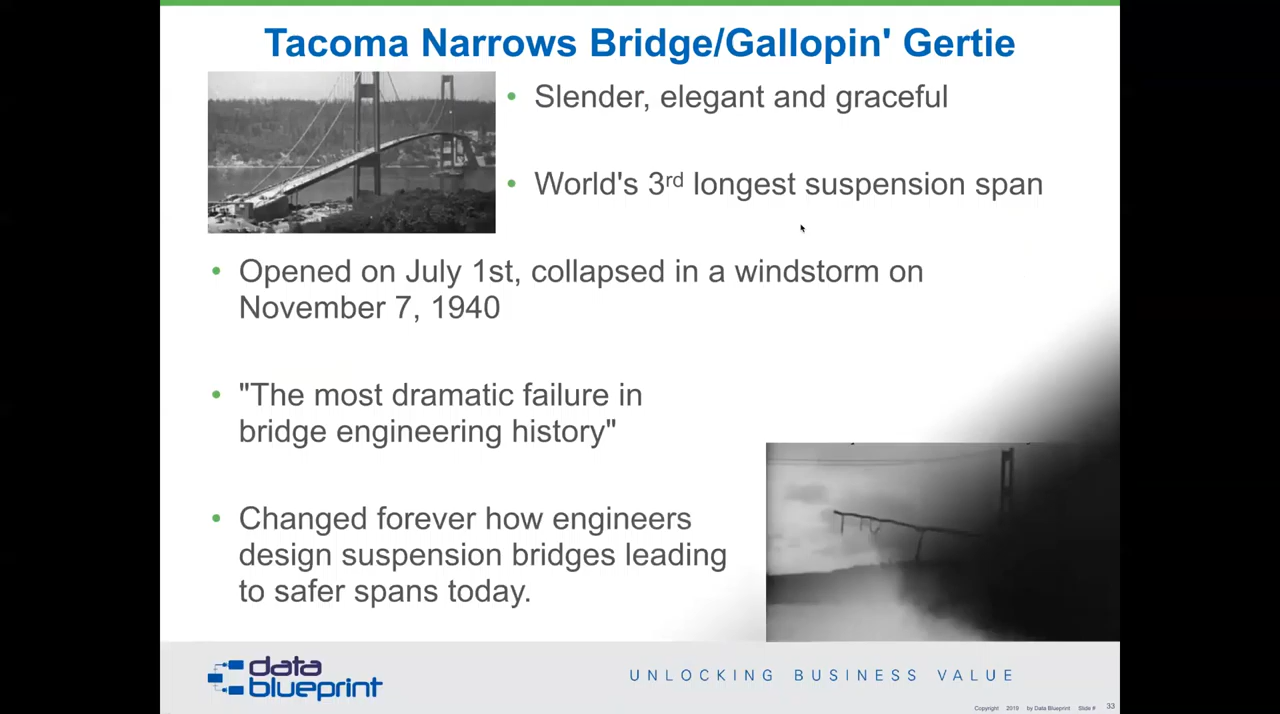 Tacoma Narrows Bridge/Gallopin' Gertie
• Slender, elegant and graceful
• World's 3rd longest suspension span
• Opened on July 1st, collapsed in a windstorm on
November 7, 1940
• "The most dramatic failure in
bridge engineering history"
• Changed forever how engineers
design suspension bridges leading
to safer spans today.
data
blueprint
UNLOCKING BUSINESS VALUE
Copyright 2019 by Data Blueprint Slide # 33